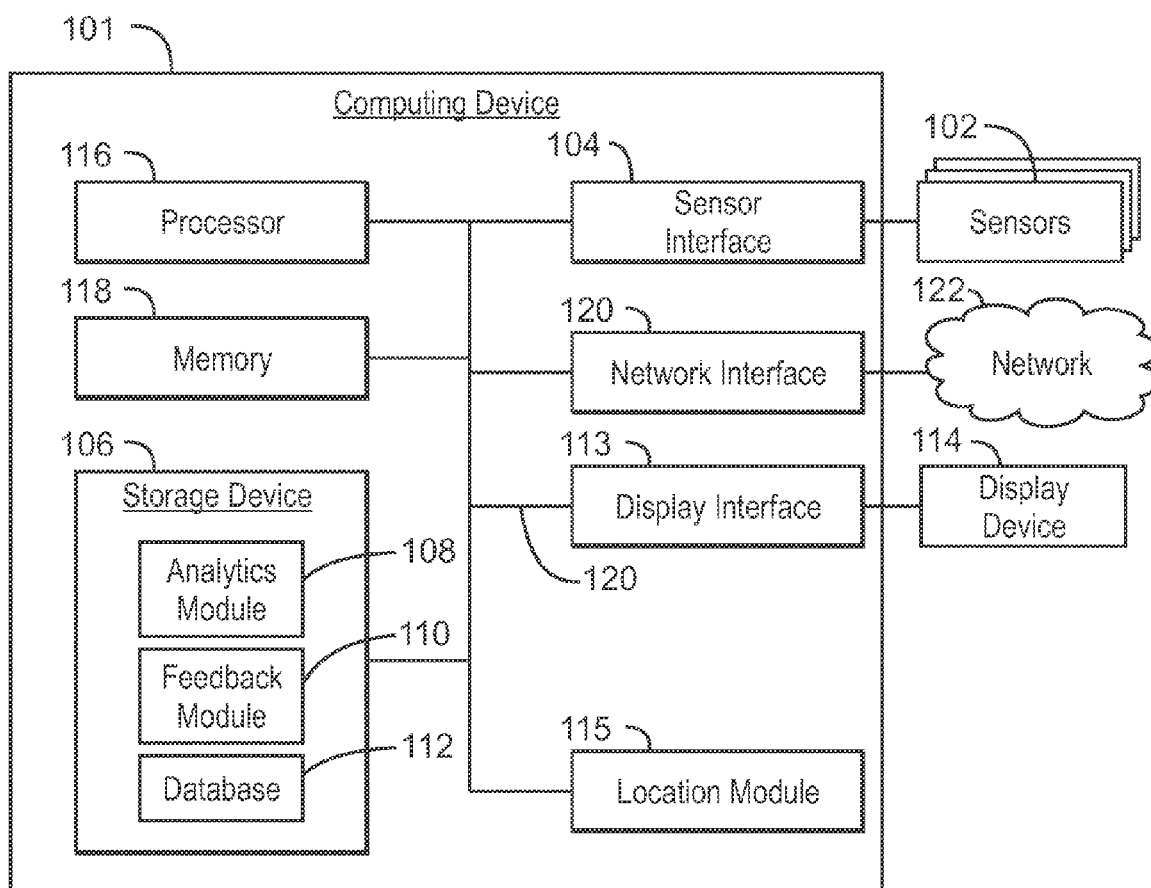 101
Computing Device
116
104
102
Processor
Sensor
Interface
Sensors
118
120
122
Memory
Network Interface
Network
106
113
114
Storage Device
Display Interface
Display
Device
Analytics
Module
108
120
Feedback
Module
110
115
Database
112
Location Module